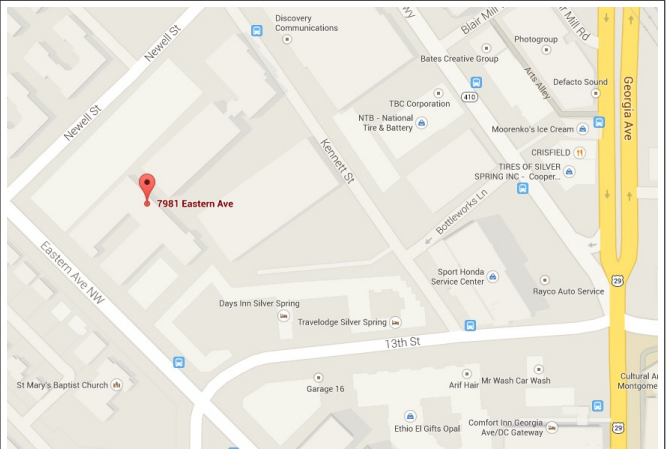 Discovery
Communications
wy
Blair Mill
Mill Rd
Newell St
Photogroup
Bates Creative Group
Arts Alley
Defacto Sound
Georgia Ave
TBC Corporation
410
Newell St
NTB - National
Tire & Battery
Moorenko's Ice Cream
Kennett St
CRISFIELD
TIRES OF SILVER
SPRING INC - Cooper...
7981 Eastern Ave
Bottleworks Ln
Eastern Ave NW
Sport Honda
Service Center
29
Rayco Auto Service
Days Inn Silver Spring
Travelodge Silver Spring
13th St
St Mary's Baptist Church
Garage 16
Arif Hair
Mr Wash Car Wash
Cultural A
Montgome
Ethio El Gifts Opal
Comfort Inn Georgia
Ave/DC Gateway
29